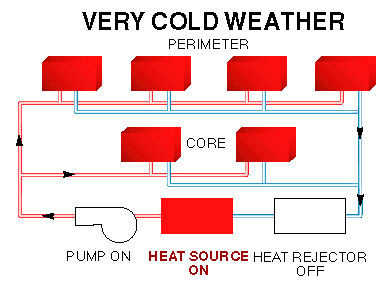 VERY COLD WEATHER
PERIMETER
CORE
PUMP ON
HEAT SOURCE
ON
HEAT REJECTOR
OFF